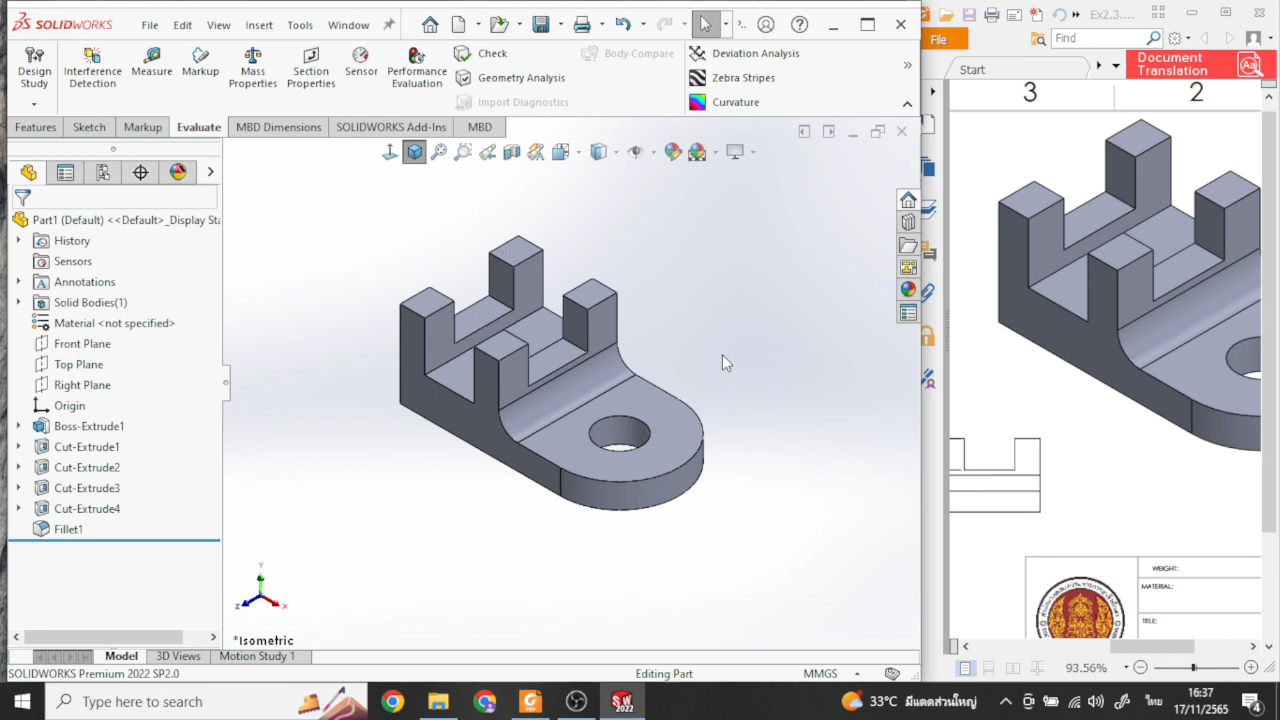 SOLIDWORKS File Edit View Insert Tools Window
Design Study
Interference Detection
Measure
Markup
Mass Properties
Section Properties
Sensor
Performance Evaluation
Check
Geometry Analysis
Import Diagnostics
Body Compare
Deviation Analysis
Zebra Stripes
Curvature
Features Sketch Markup Evaluate MBD Dimensions SOLIDWORKS Add-Ins MBD
Part1 (Default) <<Default>_Display Sta
History
Sensors
Annotations
Solid Bodies(1)
Material <not specified>
Front Plane
Top Plane
Right Plane
Origin
Boss-Extrude1
Cut-Extrude1
Cut-Extrude2
Cut-Extrude3
Cut-Extrude4
Fillet1
Y
Z
X
*Isometric
Model 3D Views Motion Study 1
SOLIDWORKS Premium 2022 SP2.0 Editing Part MMGS
Ex2.3....
File
Find
Start
Document Translation
3 2
WEIGHT:
MATERIAL:
TITLE:
93.56%
Type here to search
33°C มีแดดส่วนใหญ่
ไทย
16:37
17/11/2565
4